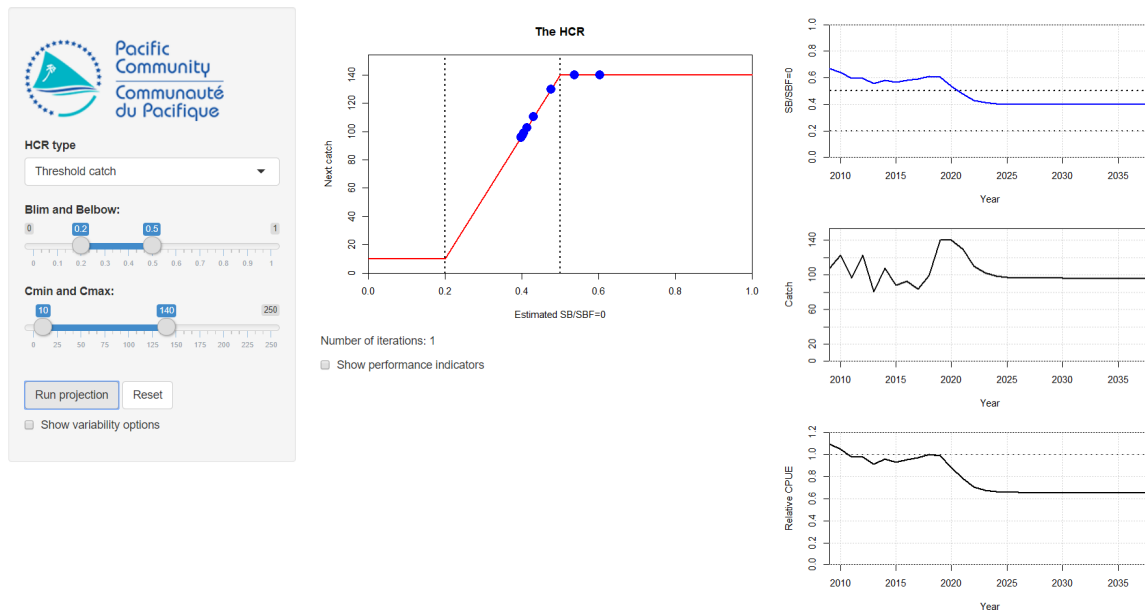 Pacific
Community
Communauté
du Pacifique
HCR type
Threshold catch
Blim and Belbow:
0 0.2 0.5 1
0 0.1 0.2 0.3 0.4 0.5 0.6 0.7 0.8 0.9 1
Cmin and Cmax:
10 140 250
0 25 50 75 100 125 150 175 200 225 250
Run projection Reset
Show variability options
The HCR
Next catch
140
120
100
80
60
40
20
0
0.0 0.2 0.4 0.6 0.8 1.0
Estimated SB/SBF=0
Number of iterations: 1
Show performance indicators
SB/SBF=0
1.0
0.8
0.6
0.4
0.2
0.0
2010 2015 2020 2025 2030 2035
Year
Catch
140
100
60
20
0
2010 2015 2020 2025 2030 2035
Year
Relative CPUE
1.2
1.0
0.8
0.6
0.4
0.2
0.0
2010 2015 2020 2025 2030 2035
Year